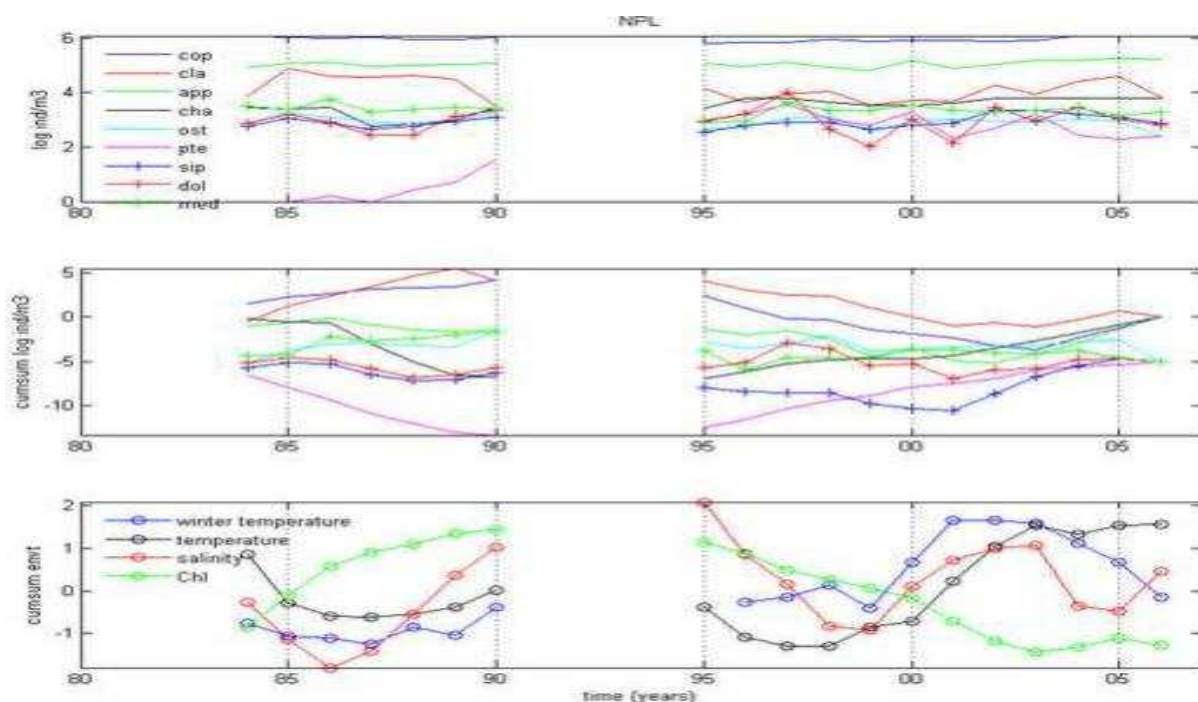 NPL
6
4
2
0
log ind/m3
cop
cla
app
cha
ost
pte
sip
dol
med
80 85 90 95 00 05
5
0
-5
-10
cumsum log ind/m3
80 85 90 95 00 05
2
1
0
-1
cumsum envt
winter temperature
temperature
salinity
Chl
80 85 90 95 00 05
time (years)